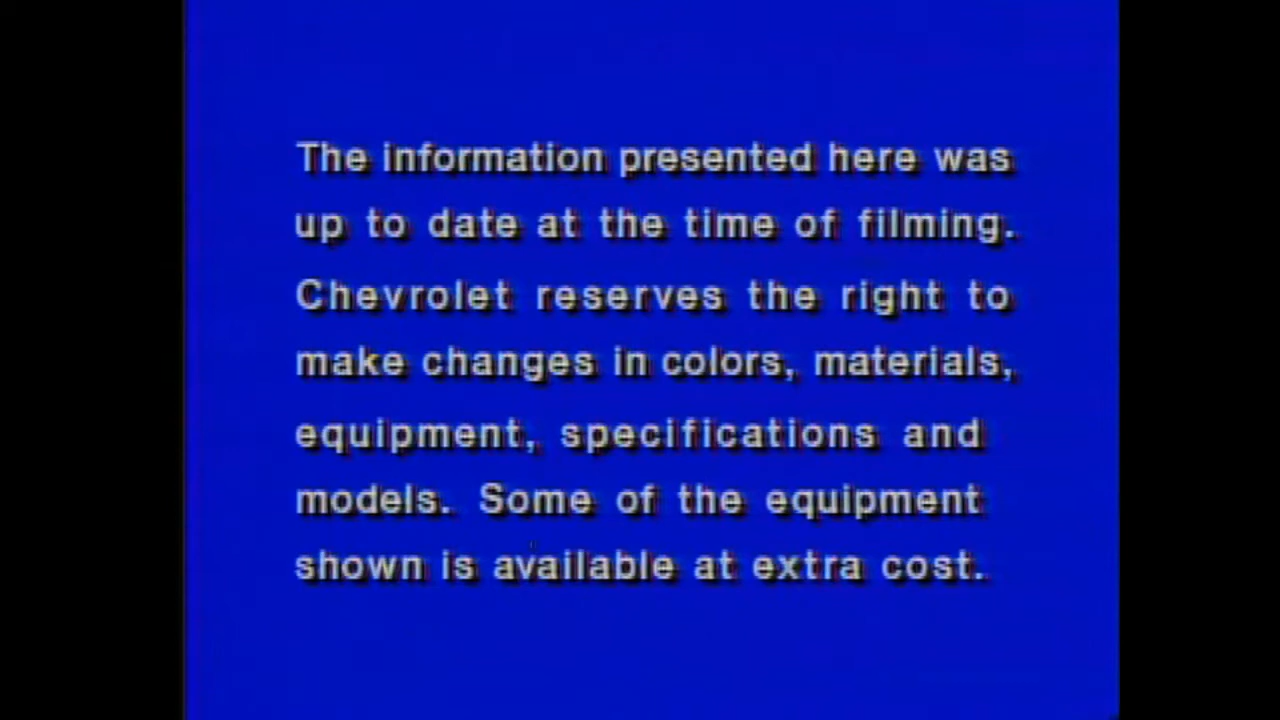 The information presented here was
up to date at the time of filming.
Chevrolet reserves the right to
make changes in colors, materials,
equipment, specifications and
models. Some of the equipment
shown is available at extra cost.